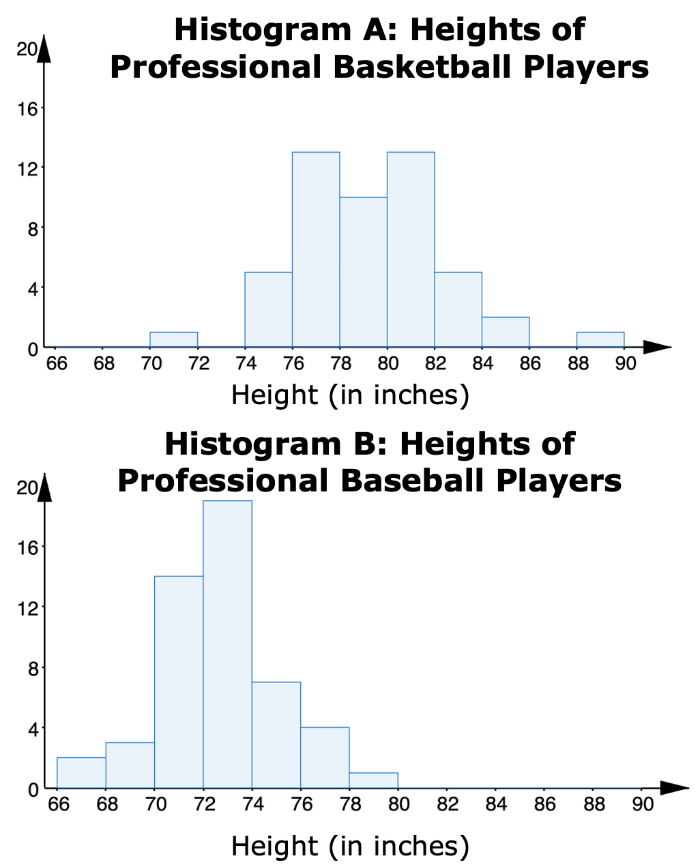 Histogram A: Heights of
Professional Basketball Players
20
16
12
8
4
0
66 68 70 72 74 76 78 80 82 84 86 88 90
Height (in inches)
Histogram B: Heights of
Professional Baseball Players
20
16
12
8
4
0
66 68 70 72 74 76 78 80 82 84 86 88 90
Height (in inches)